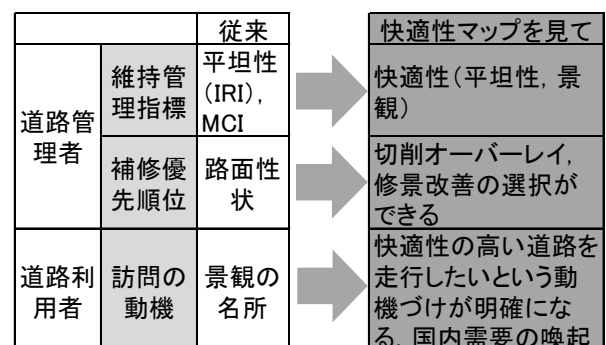 従来
快適性マップを見て
道路管
理者
維持管
理指標
平坦性
(IRI),
MCI
快適性(平坦性, 景
観)
補修優
先順位
路面性
状
切削オーバーレイ,
修景改善の選択が
できる
道路利
用者
訪問の
動機
景観の
名所
快適性の高い道路を
走行したいという動
機づけが明確にな
る, 国内需要の喚起